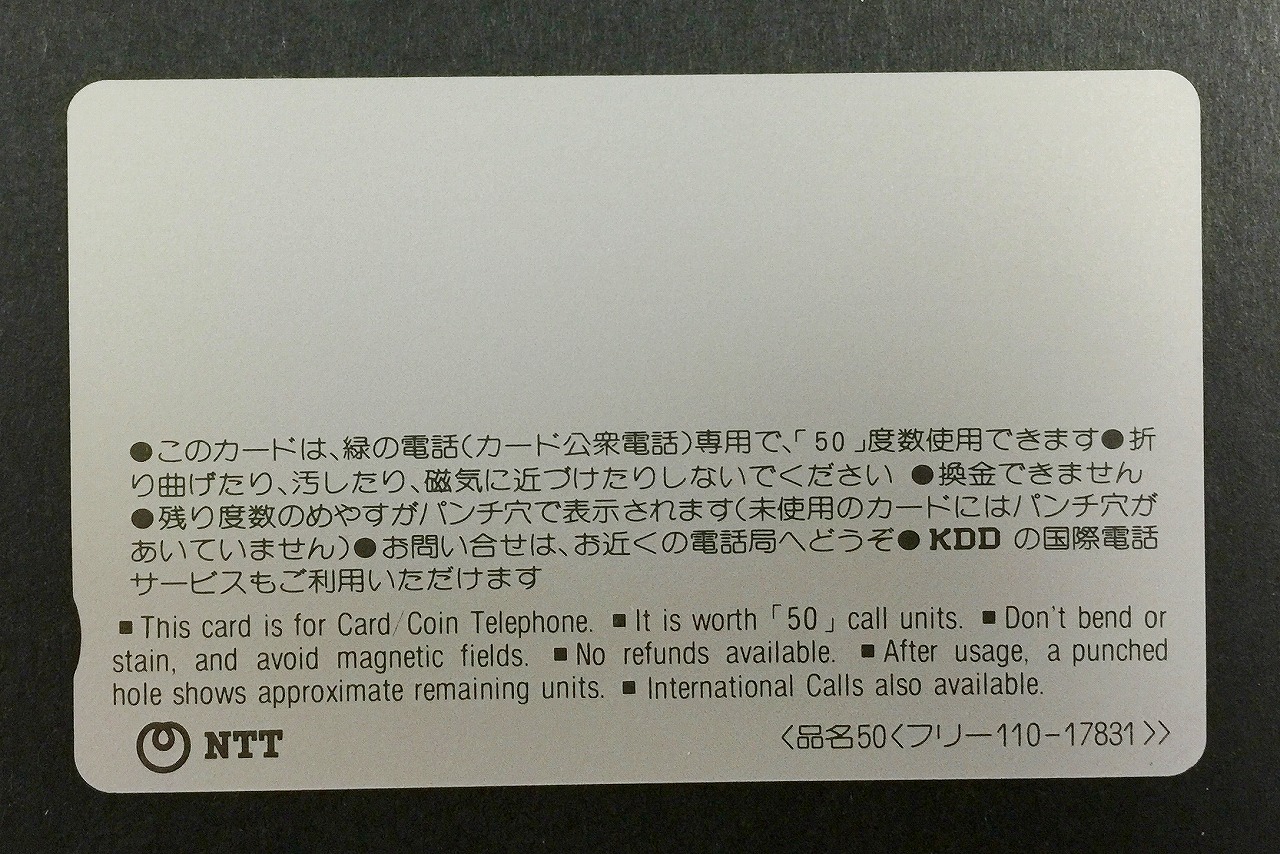 ●このカードは、緑の電話(カード公衆電話)専用で、「50」度数使用できます●折
り曲げたり、汚したり、磁気に近づけたりしないでください ●換金できません
●残り度数のめやすがパンチ穴で表示されます(未使用のカードにはパンチ穴が
あいていません)●お問い合せは、お近くの電話局へどうぞ●KDDの国際電話
サービスもご利用いただけます
■This card is for Card/Coin Telephone. ■It is worth「50」call units. ■Don't bend or
stain, and avoid magnetic fields. ■No refunds available. ■After usage, a punched
hole shows approximate remaining units. ■International Calls also available.
NTT
〈品名50〈フリー110-17831〉〉